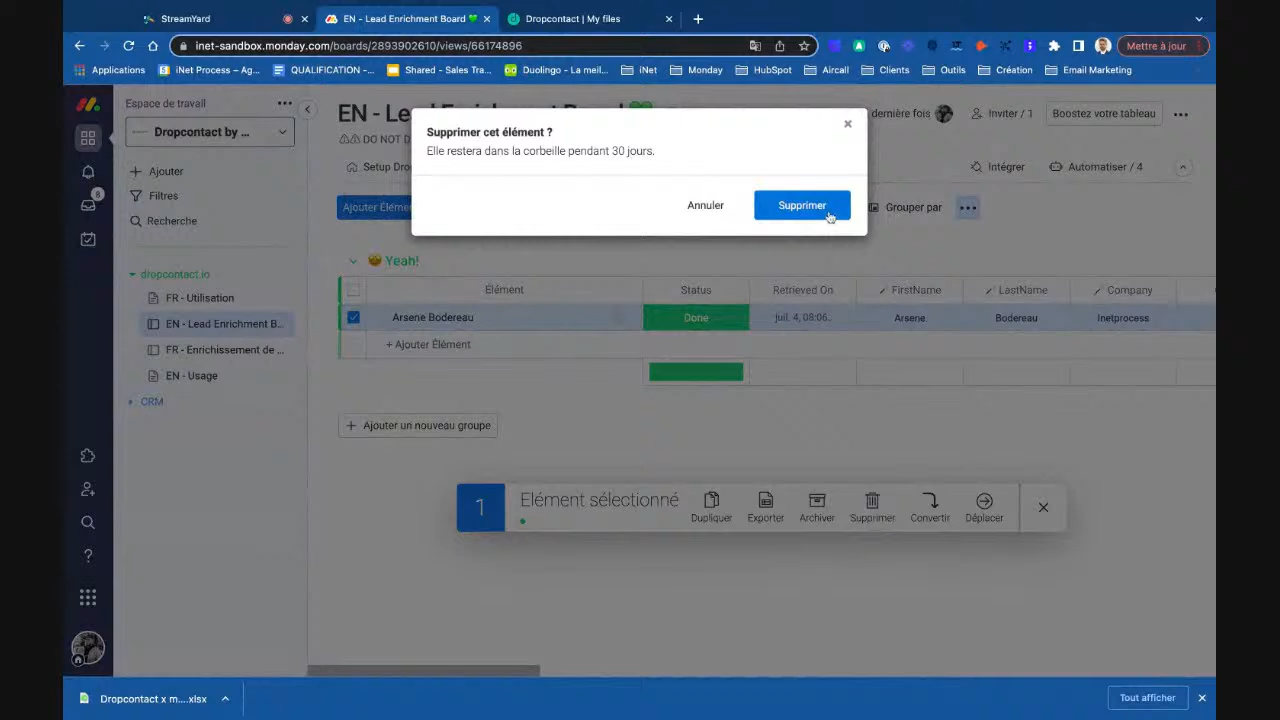 StreamYard
EN - Lead Enrichment Board
Dropcontact | My files
inet-sandbox.monday.com/boards/2893902610/views/66174896
Mettre à jour
Applications
iNet Process – Ag...
QUALIFICATION -...
Shared - Sales Tra...
Duolingo - La meil...
iNet
Monday
HubSpot
Aircall
Clients
Outils
Création
Email Marketing
Espace de travail
Dropcontact by ...
Ajouter
Filtres
8
Recherche
dropcontact.io
FR - Utilisation
EN - Lead Enrichment B...
FR - Enrichissement de ...
EN - Usage
CRM
EN - Le
DO NOT D
dernière fois
Inviter / 1
Boostez votre tableau
Setup Dro
Intégrer
Automatiser / 4
Ajouter Éléme
Grouper par
Supprimer cet élément ?
Elle restera dans la corbeille pendant 30 jours.
Annuler
Supprimer
Yeah!
Élément
Status
Retrieved On
FirstName
LastName
Company
Arsene Bodereau
Done
juil. 4, 08:06..
Arsene
Bodereau
Inetprocess
+ Ajouter Élément
Ajouter un nouveau groupe
1
Elément sélectionné
Dupliquer
Exporter
Archiver
Supprimer
Convertir
Déplacer
Dropcontact x m....xlsx
Tout afficher